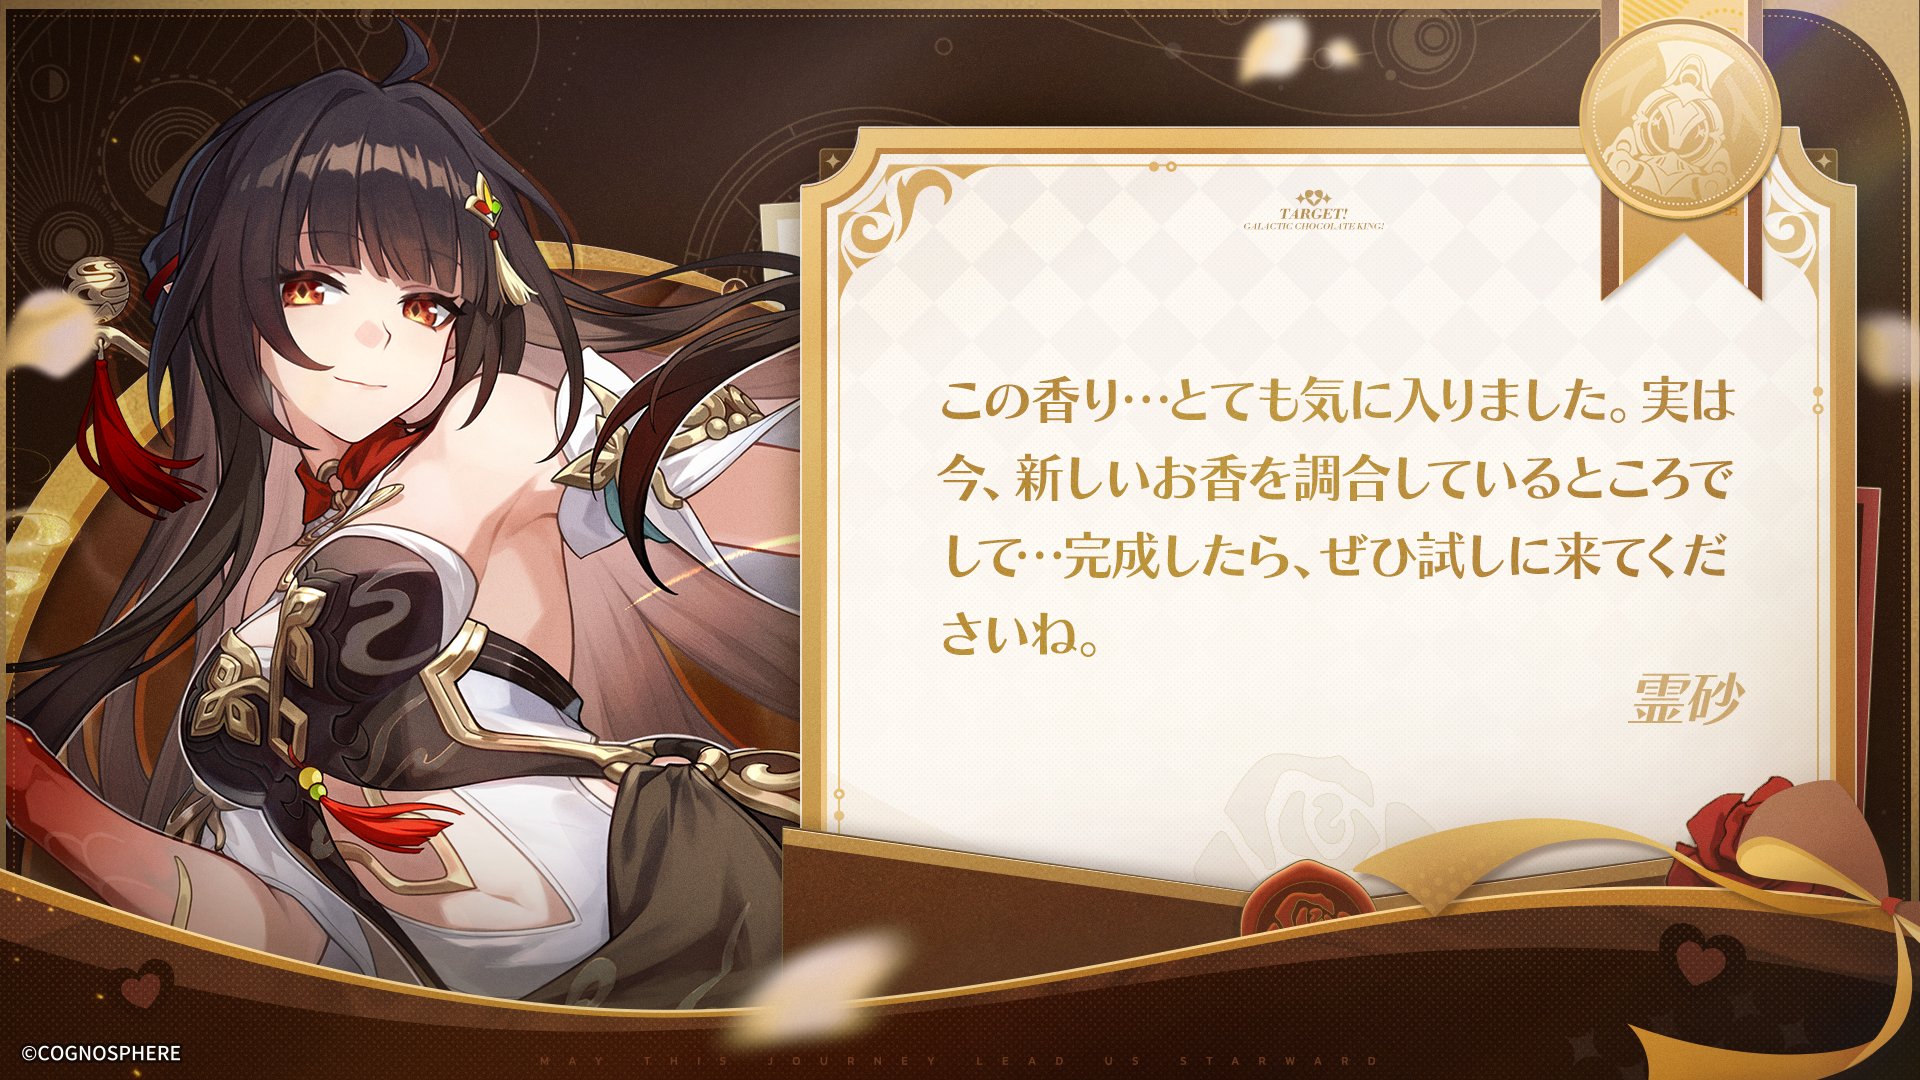 TARGET!
GALACTIC CHOCOLATE KING!
この香り…とても気に入りました。実は
今、新しいお香を調合しているところで
して…完成したら、ぜひ試しに来てくだ
さいね。
霊砂
©COGNOSPHERE
MAY THIS JOURNEY LEAD US STARWARD